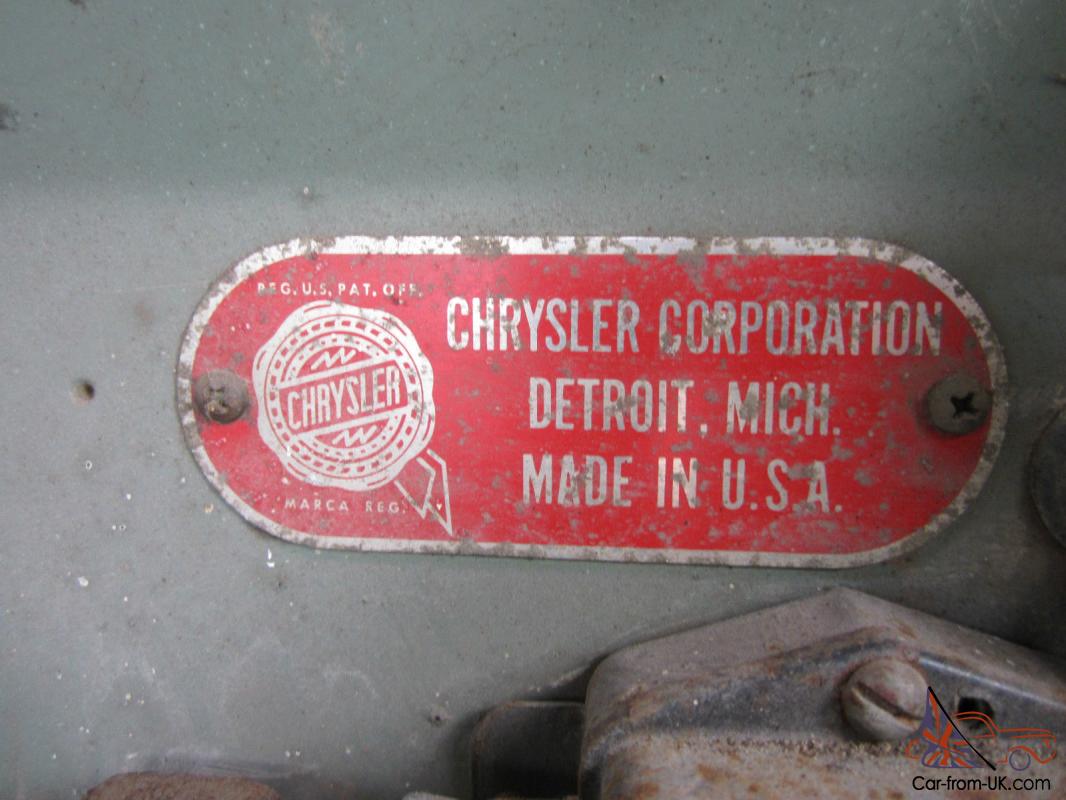 REG. U.S. PAT. OFF.
CHRYSLER
MARCA REG.
CHRYSLER CORPORATION
DETROIT, MICH.
MADE IN U.S.A.
Car-from-UK.com